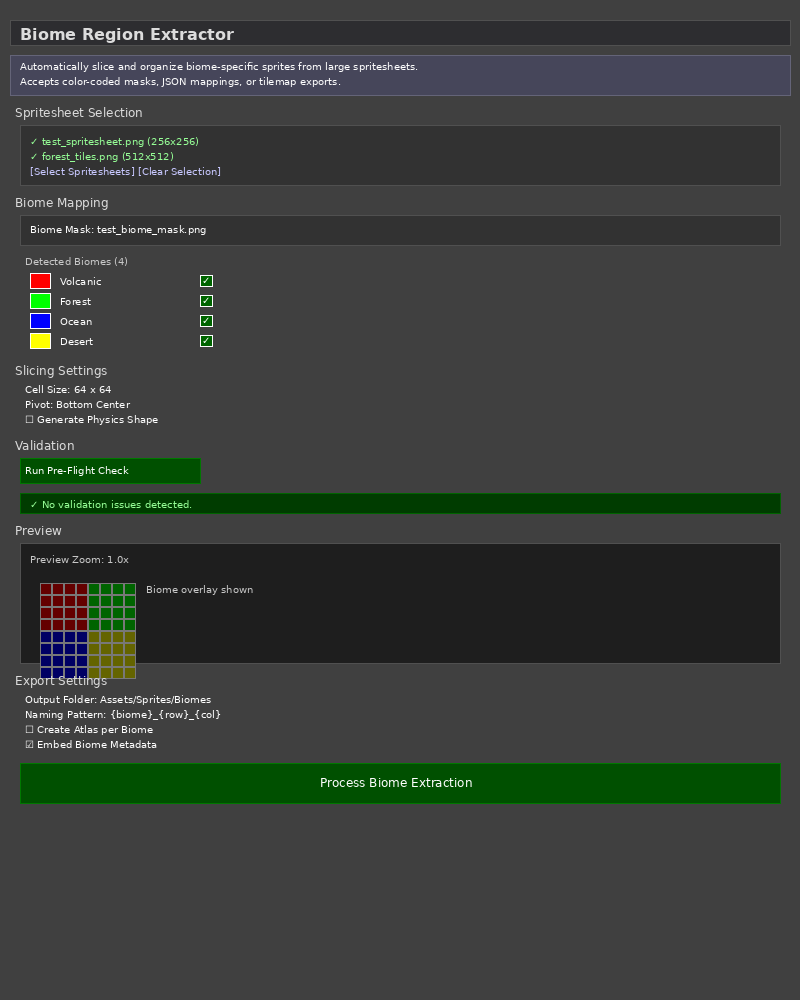 Biome Region Extractor
Automatically slice and organize biome-specific sprites from large spritesheets.
Accepts color-coded masks, JSON mappings, or tilemap exports.
Spritesheet Selection
✓ test_spritesheet.png (256x256)
✓ forest_tiles.png (512x512)
[Select Spritesheets] [Clear Selection]
Biome Mapping
Biome Mask: test_biome_mask.png
Detected Biomes (4)
Volcanic ✓
Forest ✓
Ocean ✓
Desert ✓
Slicing Settings
Cell Size: 64 x 64
Pivot: Bottom Center
☐ Generate Physics Shape
Validation
Run Pre-Flight Check
✓ No validation issues detected.
Preview
Preview Zoom: 1.0x
Biome overlay shown
Export Settings
Output Folder: Assets/Sprites/Biomes
Naming Pattern: {biome}_{row}_{col}
☐ Create Atlas per Biome
☑ Embed Biome Metadata
Process Biome Extraction